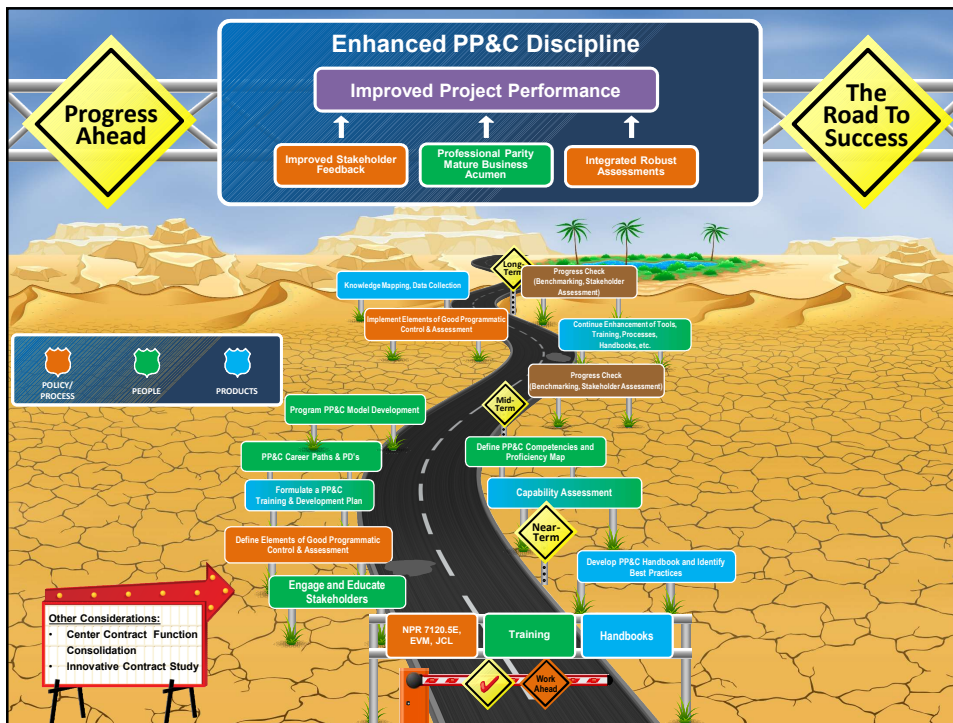 Enhanced PP&C Discipline
Improved Project Performance
Improved Stakeholder
Feedback
Professional Parity
Mature Business
Acumen
Integrated Robust
Assessments
Progress
Ahead
The
Road To
Success
Long-
Term
Knowledge Mapping, Data Collection
Progress Check
(Benchmarking, Stakeholder
Assessment)
Implement Elements of Good Programmatic
Control & Assessment
Continue Enhancement of Tools,
Training, Processes,
Handbooks, etc.
POLICY/
PROCESS
PEOPLE
PRODUCTS
Progress Check
(Benchmarking, Stakeholder Assessment)
Mid-
Term
Program PP&C Model Development
Define PP&C Competencies and
Proficiency Map
PP&C Career Paths & PD's
Capability Assessment
Formulate a PP&C
Training & Development Plan
Near-
Term
Define Elements of Good Programmatic
Control & Assessment
Develop PP&C Handbook and Identify
Best Practices
Engage and Educate
Stakeholders
Other Considerations:
• Center Contract Function
Consolidation
• Innovative Contract Study
NPR 7120.5E,
EVM, JCL
Training
Handbooks
Work
Ahead